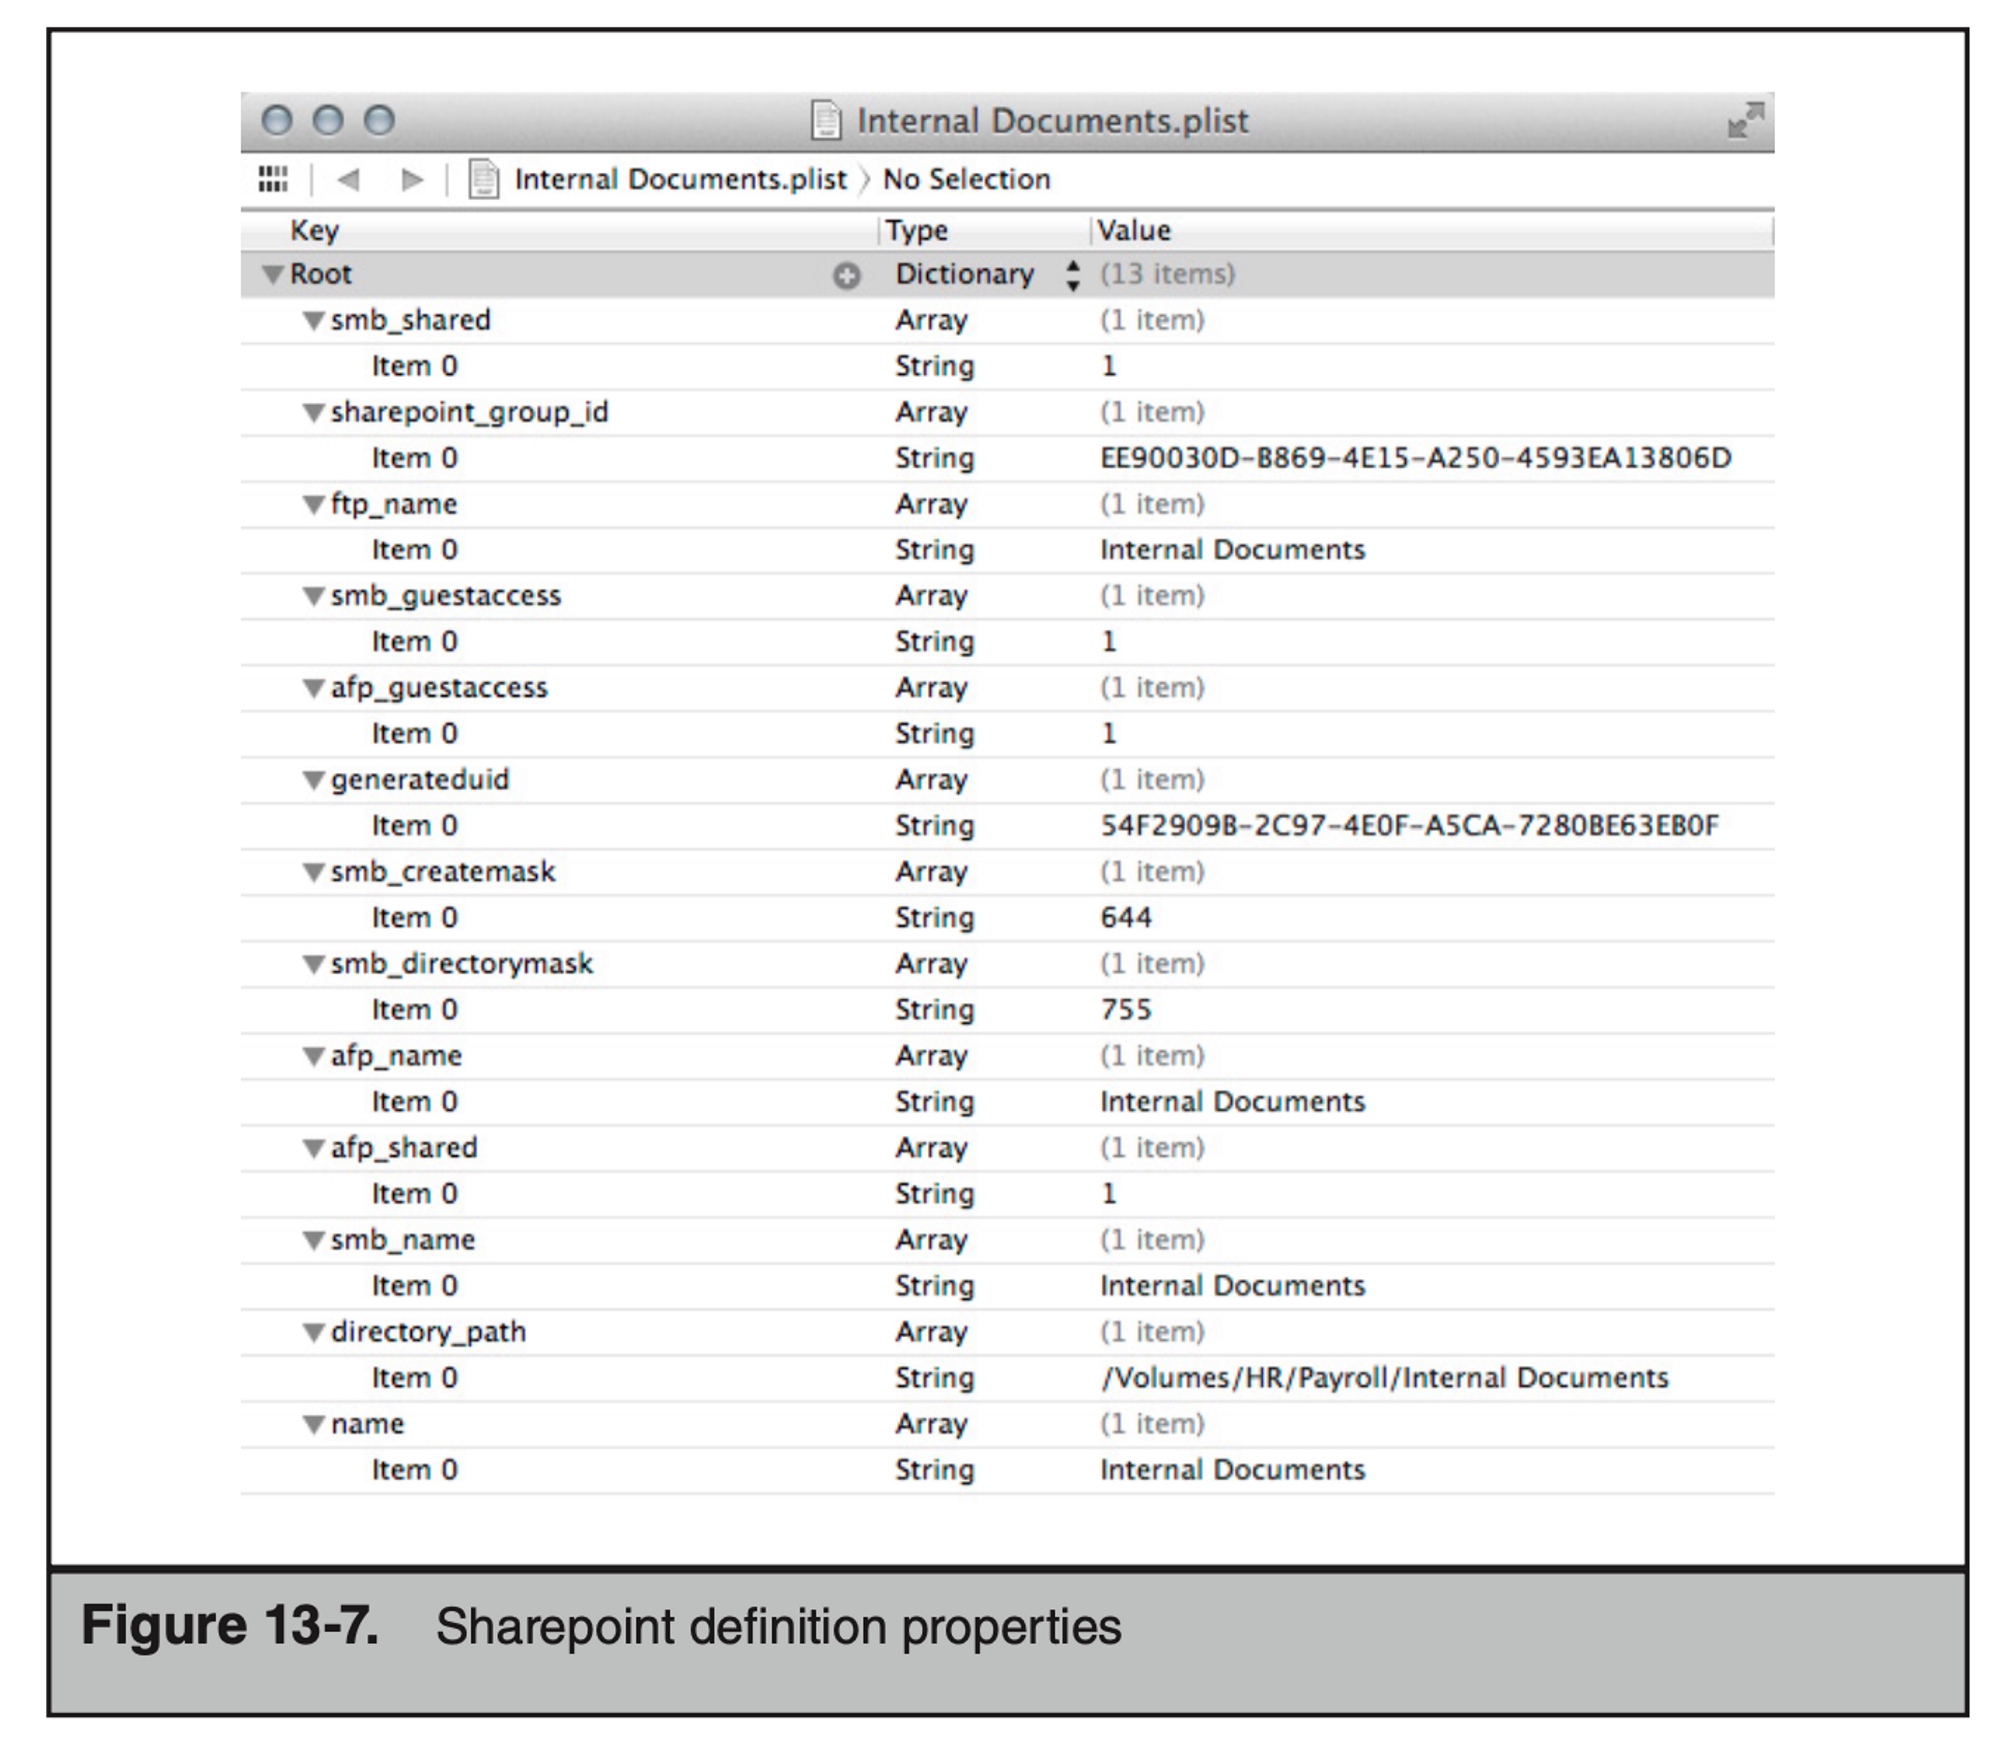 Internal Documents.plist
Internal Documents.plist 〉 No Selection
Key Type Value
Root Dictionary (13 items)
smb_shared Array (1 item)
Item 0 String 1
sharepoint_group_id Array (1 item)
Item 0 String EE90030D-B869-4E15-A250-4593EA13806D
ftp_name Array (1 item)
Item 0 String Internal Documents
smb_guestaccess Array (1 item)
Item 0 String 1
afp_guestaccess Array (1 item)
Item 0 String 1
generateduid Array (1 item)
Item 0 String 54F2909B-2C97-4E0F-A5CA-7280BE63EB0F
smb_createmask Array (1 item)
Item 0 String 644
smb_directorymask Array (1 item)
Item 0 String 755
afp_name Array (1 item)
Item 0 String Internal Documents
afp_shared Array (1 item)
Item 0 String 1
smb_name Array (1 item)
Item 0 String Internal Documents
directory_path Array (1 item)
Item 0 String /Volumes/HR/Payroll/Internal Documents
name Array (1 item)
Item 0 String Internal Documents
Figure 13-7. Sharepoint definition properties